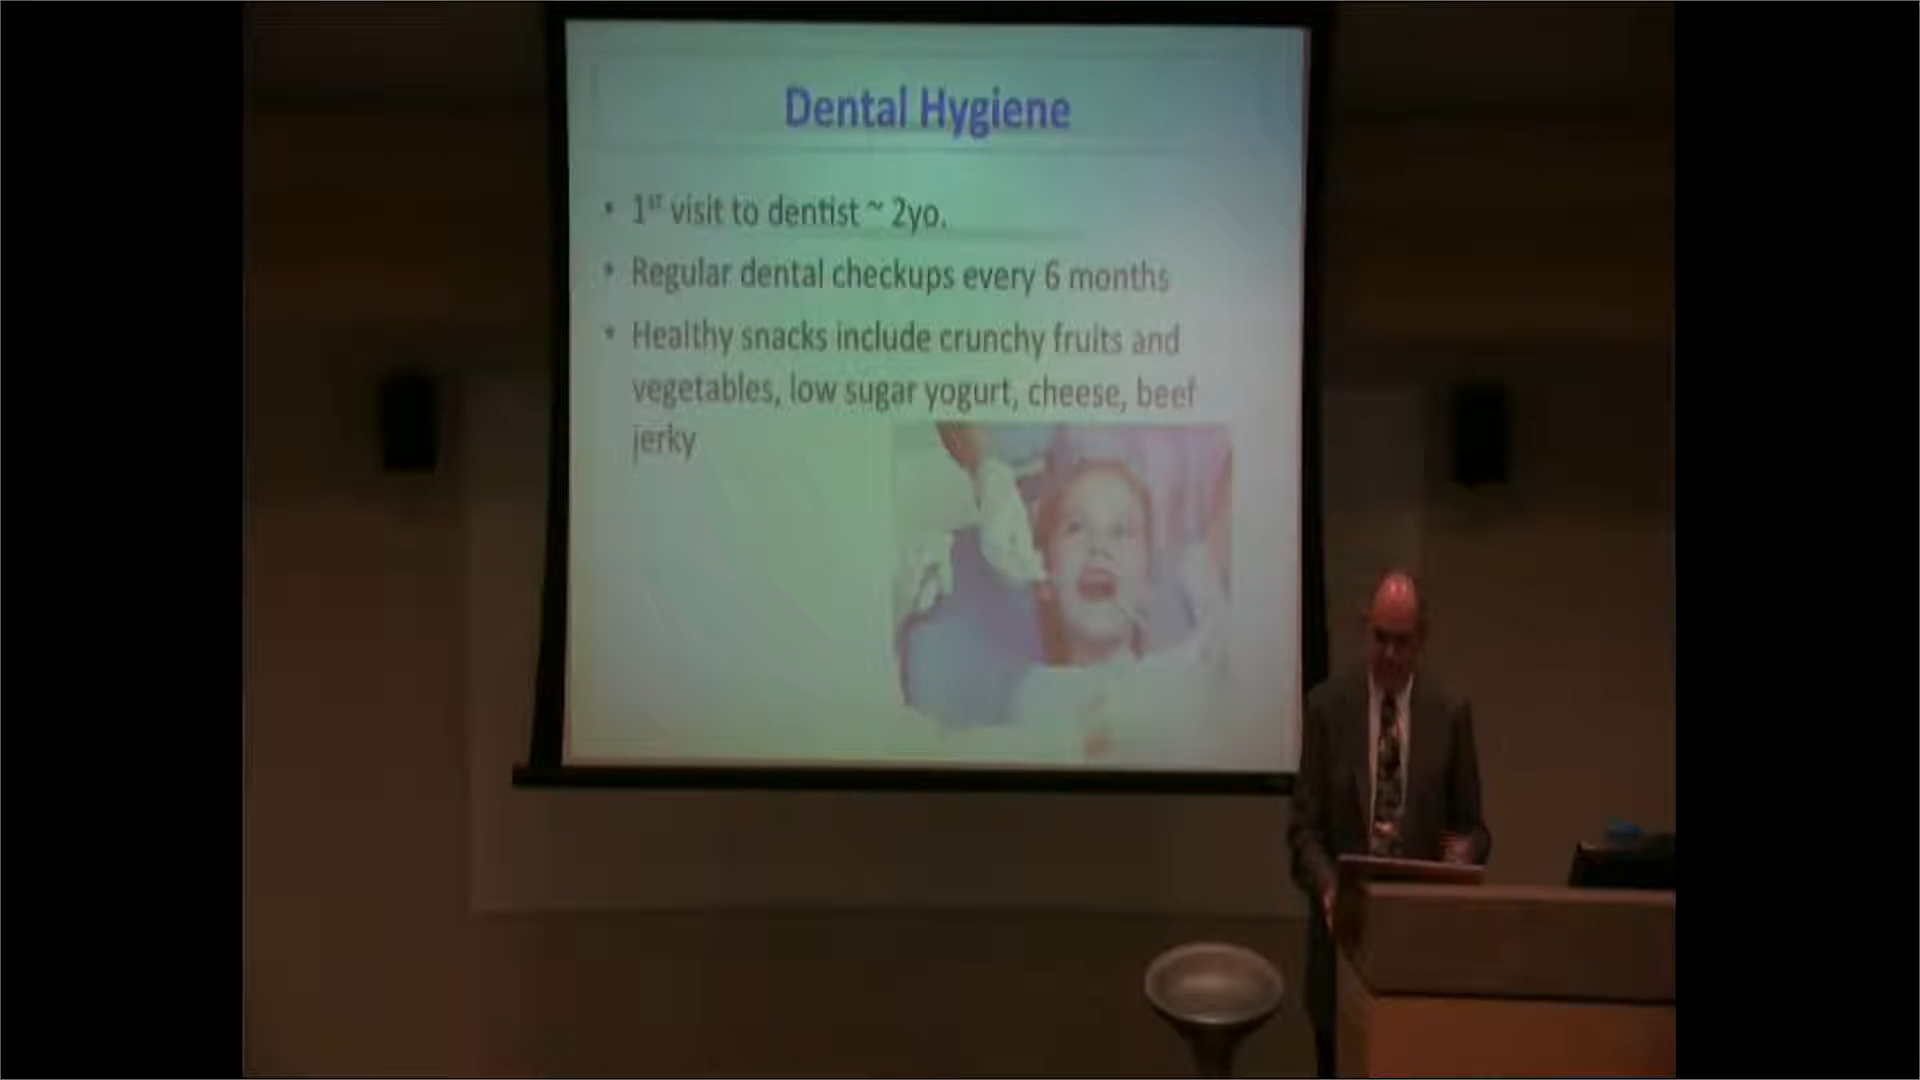 Dental Hygiene
• 1st visit to dentist ~ 2yo.
• Regular dental checkups every 6 months
• Healthy snacks include crunchy fruits and
vegetables, low sugar yogurt, cheese, beef
jerky